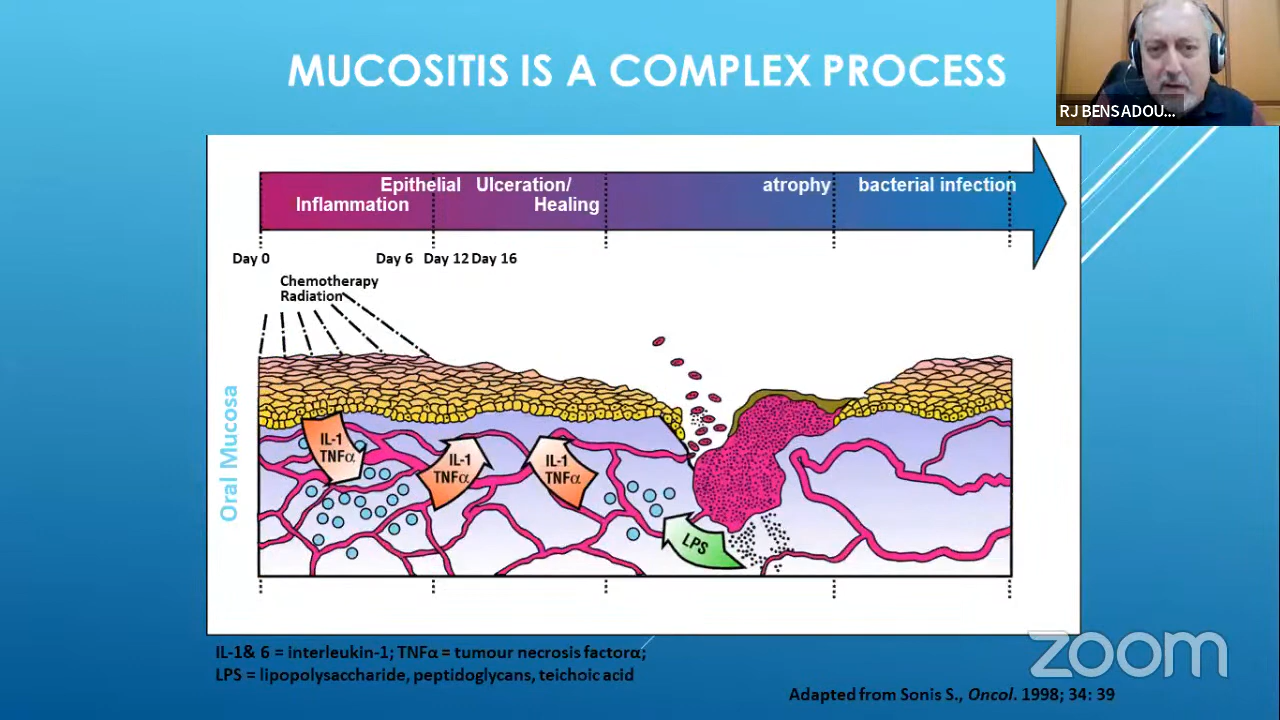 MUCOSITIS IS A COMPLEX PROCESS
RJ BENSADOU...
Epithelial Ulceration/ atrophy bacterial infection
Inflammation Healing
Day 0 Day 6 Day 12 Day 16
Chemotherapy
Radiation
Oral Mucosa
IL-1
TNFα
IL-1
TNFα
IL-1
TNFα
LPS
IL-1& 6 = interleukin-1; TNFα = tumour necrosis factorα;
LPS = lipopolysaccharide, peptidoglycans, teichoic acid
zoom
Adapted from Sonis S., Oncol. 1998; 34: 39